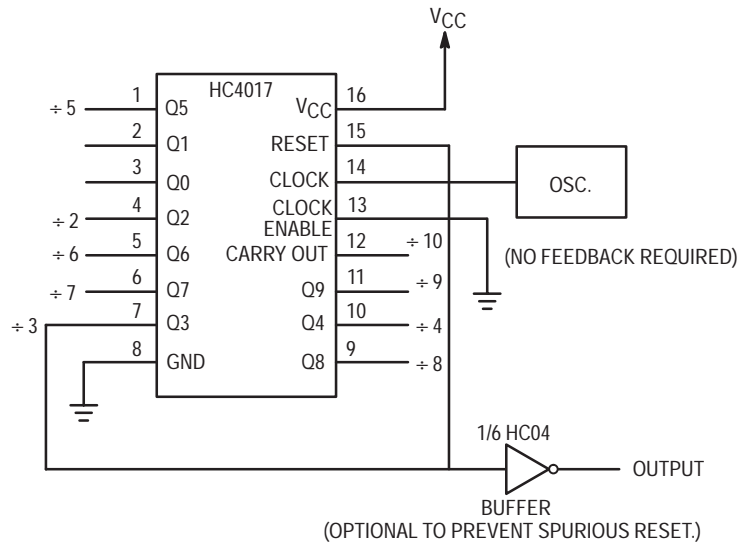 VCC
HC4017
÷ 5 1 Q5 VCC 16
2 Q1 RESET 15
3 Q0 CLOCK 14 OSC.
÷ 2 4 Q2 CLOCK ENABLE 13
÷ 6 5 Q6 CARRY OUT 12 ÷ 10
(NO FEEDBACK REQUIRED)
÷ 7 6 Q7 Q9 11 ÷ 9
÷ 3 7 Q3 Q4 10 ÷ 4
8 GND Q8 9 ÷ 8
1/6 HC04
OUTPUT
BUFFER
(OPTIONAL TO PREVENT SPURIOUS RESET.)